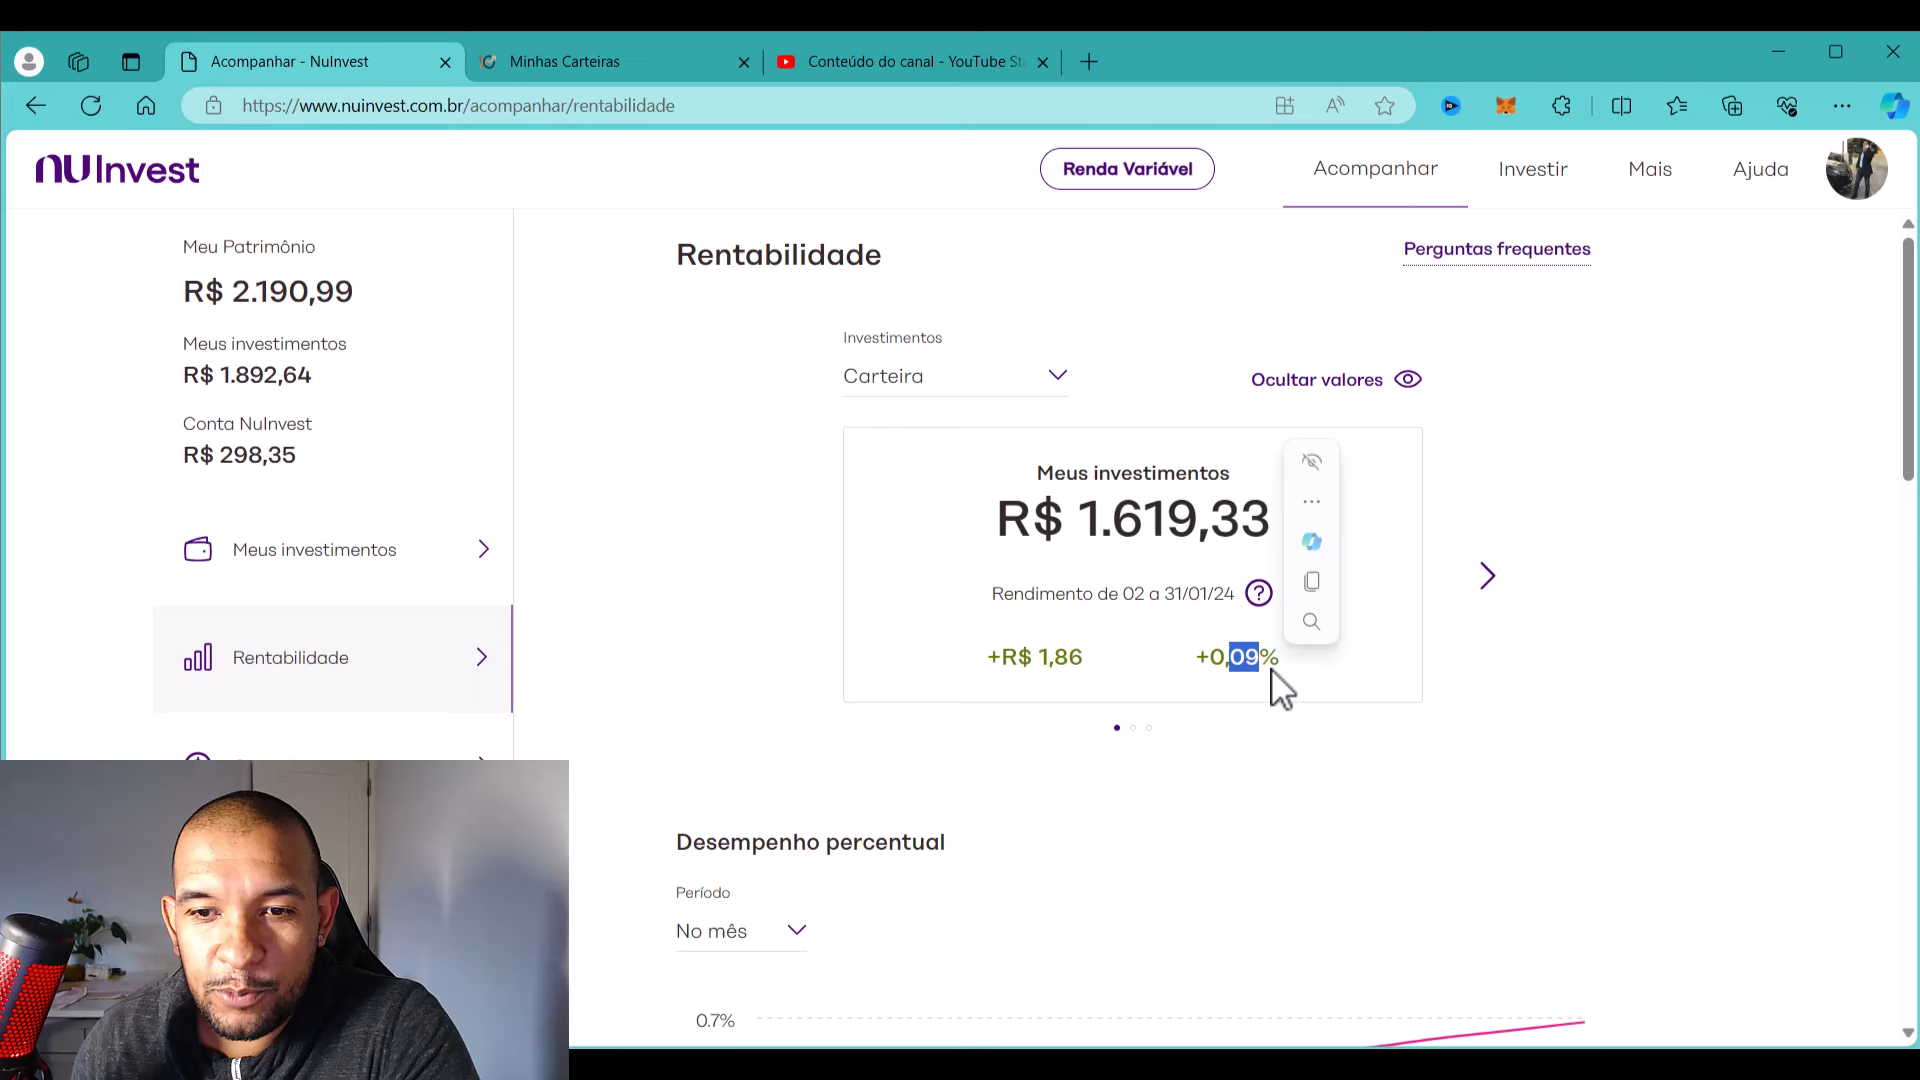 Acompanhar - NuInvest
Minhas Carteiras
Conteúdo do canal - YouTube St
https://www.nuinvest.com.br/acompanhar/rentabilidade
nu invest
Renda Variável
Acompanhar
Investir
Mais
Ajuda
Meu Patrimônio
R$ 2.190,99
Meus investimentos
R$ 1.892,64
Conta NuInvest
R$ 298,35
Meus investimentos
Rentabilidade
Rentabilidade
Perguntas frequentes
Investimentos
Carteira
Ocultar valores
Meus investimentos
R$ 1.619,33
Rendimento de 02 a 31/01/24
+R$ 1,86
+0,09%
Desempenho percentual
Período
No mês
0.7%